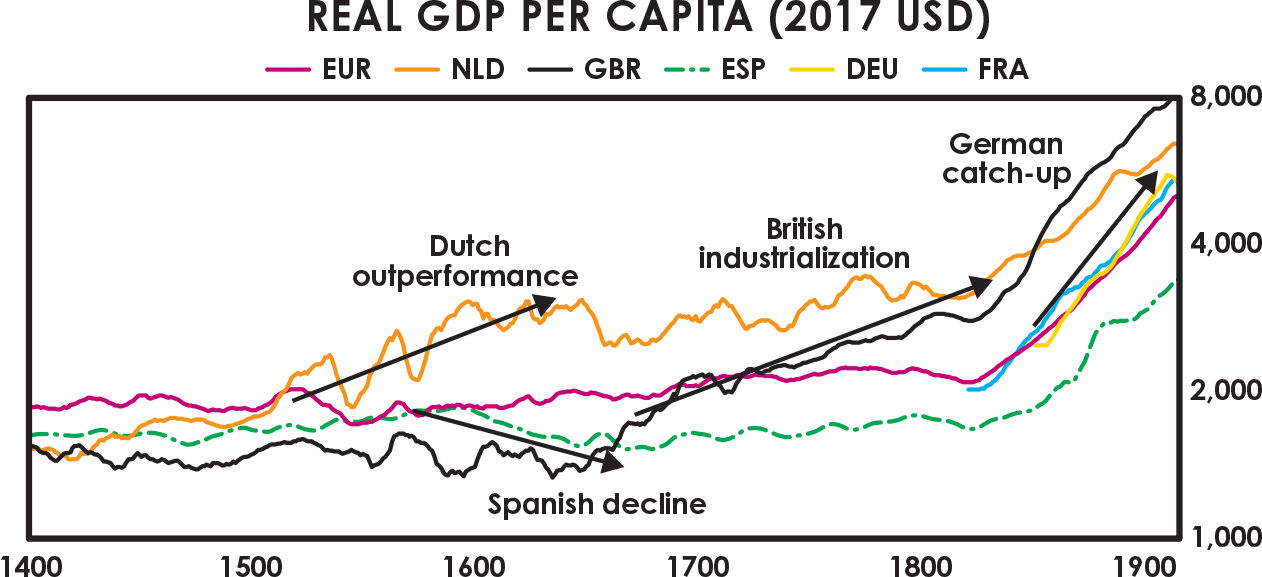 REAL GDP PER CAPITA (2017 USD)
EUR NLD GBR ESP DEU FRA
8,000
German
catch-up
British
industrialization
Dutch
outperformance
4,000
2,000
Spanish decline
1,000
1400 1500 1600 1700 1800 1900